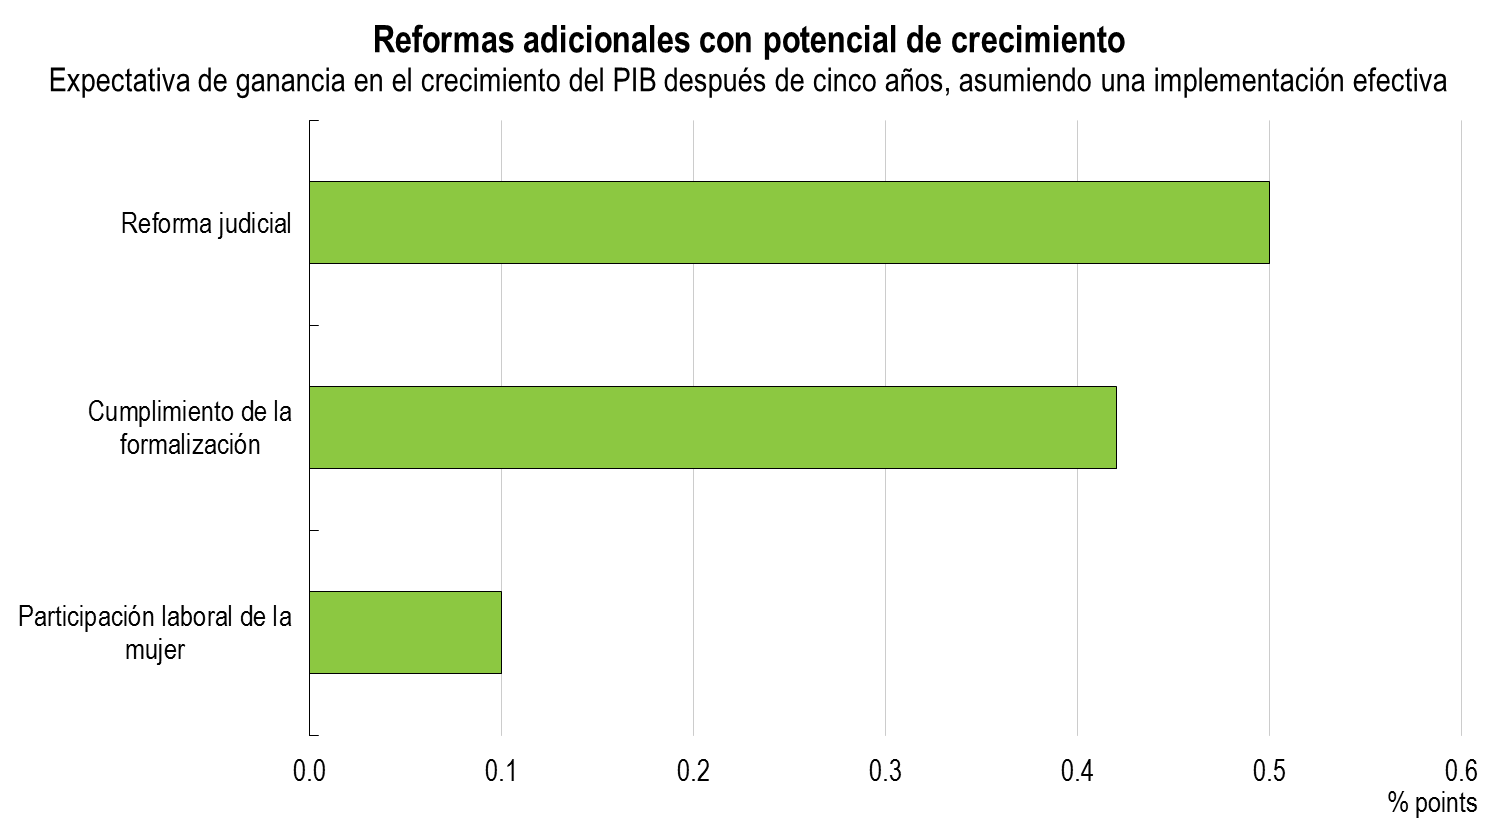 Reformas adicionales con potencial de crecimiento
Expectativa de ganancia en el crecimiento del PIB después de cinco años, asumiendo una implementación efectiva
Reforma judicial
Cumplimiento de la
formalización
Participación laboral de la
mujer
0.0 0.1 0.2 0.3 0.4 0.5 0.6
% points